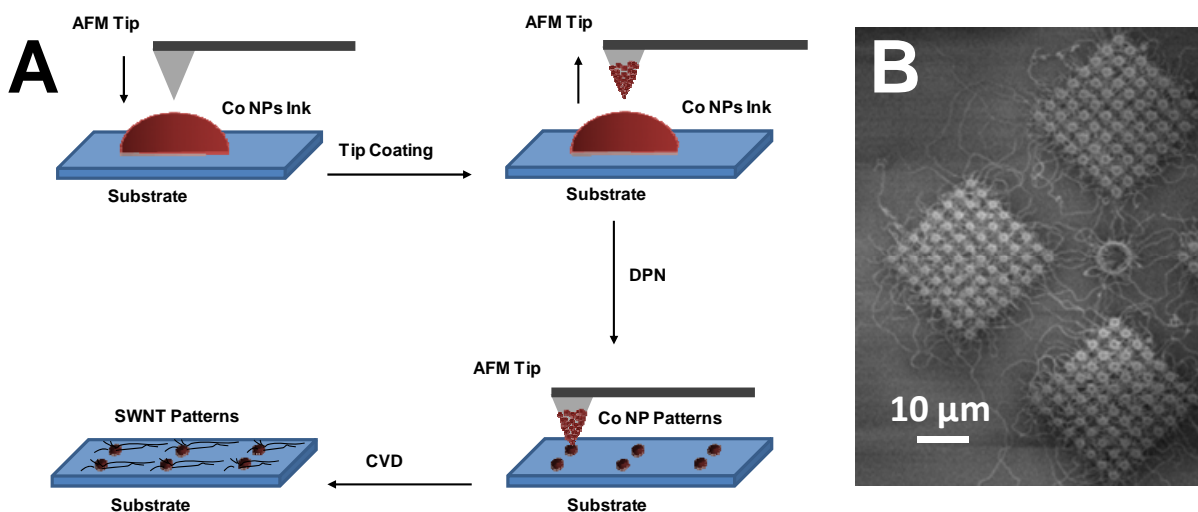 A
AFM Tip
Co NPs Ink
Substrate
Tip Coating
AFM Tip
Co NPs Ink
Substrate
DPN
AFM Tip
Co NP Patterns
Substrate
CVD
SWNT Patterns
Substrate
B
10 µm